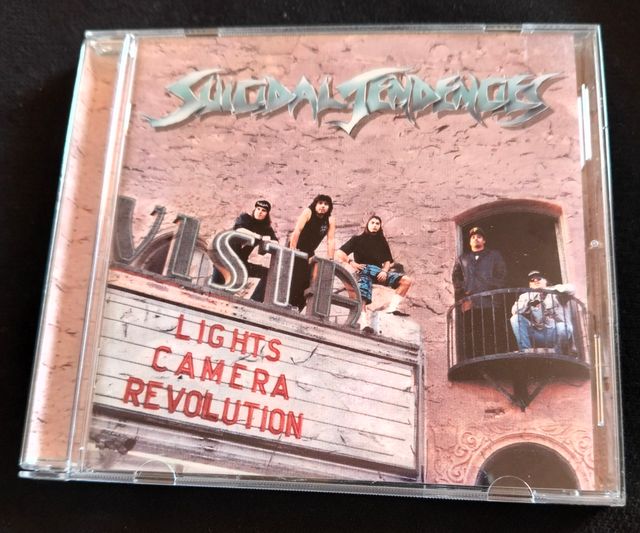 SUICIDAL TENDENCIES
VISTA
LIGHTS
CAMERA
REVOLUTION